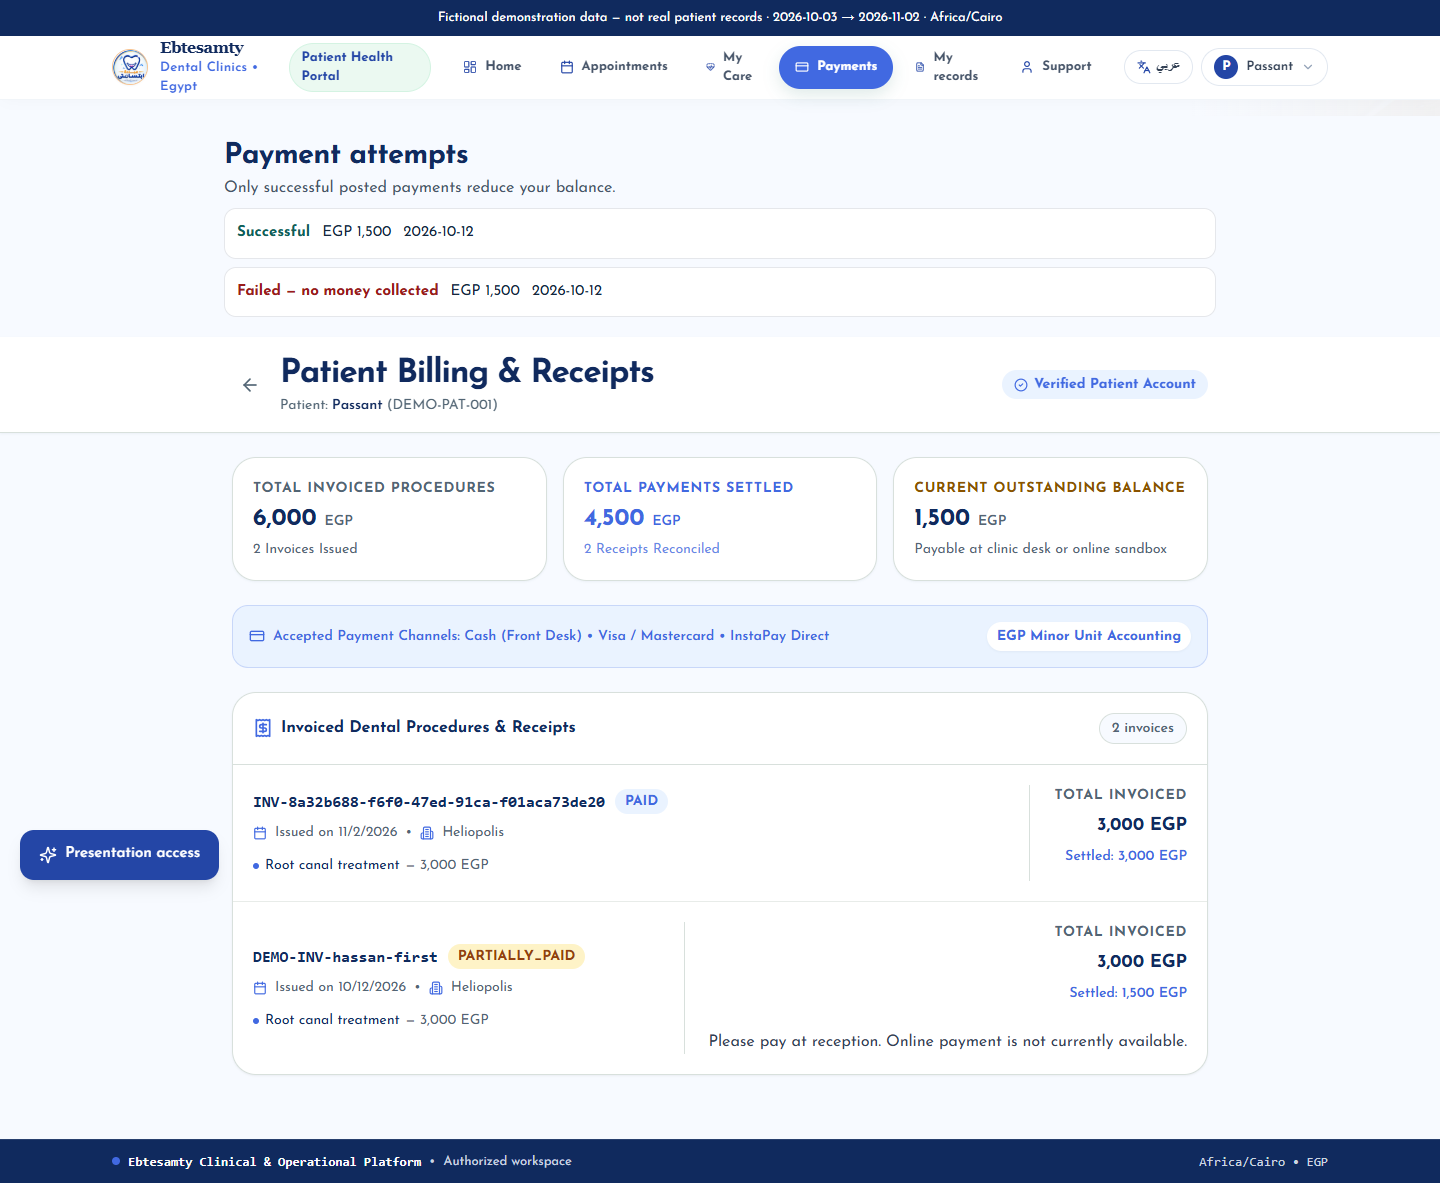 Fictional demonstration data — not real patient records · 2026-10-03 → 2026-11-02 · Africa/Cairo
Ebtesamty
Dental Clinics •
Egypt
Patient Health
Portal
Home
Appointments
My
Care
Payments
My
records
Support
عربي
P
Passant
Payment attempts
Only successful posted payments reduce your balance.
Successful EGP 1,500 2026-10-12
Failed — no money collected EGP 1,500 2026-10-12
Patient Billing & Receipts
Patient: Passant (DEMO-PAT-001)
Verified Patient Account
TOTAL INVOICED PROCEDURES
6,000 EGP
2 Invoices Issued
TOTAL PAYMENTS SETTLED
4,500 EGP
2 Receipts Reconciled
CURRENT OUTSTANDING BALANCE
1,500 EGP
Payable at clinic desk or online sandbox
Accepted Payment Channels: Cash (Front Desk) • Visa / Mastercard • InstaPay Direct
EGP Minor Unit Accounting
Invoiced Dental Procedures & Receipts
2 invoices
INV-8a32b688-f6f0-47ed-91ca-f01aca73de20 PAID
Issued on 11/2/2026 • Heliopolis
• Root canal treatment — 3,000 EGP
TOTAL INVOICED
3,000 EGP
Settled: 3,000 EGP
Presentation access
DEMO-INV-hassan-first PARTIALLY_PAID
Issued on 10/12/2026 • Heliopolis
• Root canal treatment — 3,000 EGP
TOTAL INVOICED
3,000 EGP
Settled: 1,500 EGP
Please pay at reception. Online payment is not currently available.
Ebtesamty Clinical & Operational Platform • Authorized workspace
Africa/Cairo • EGP